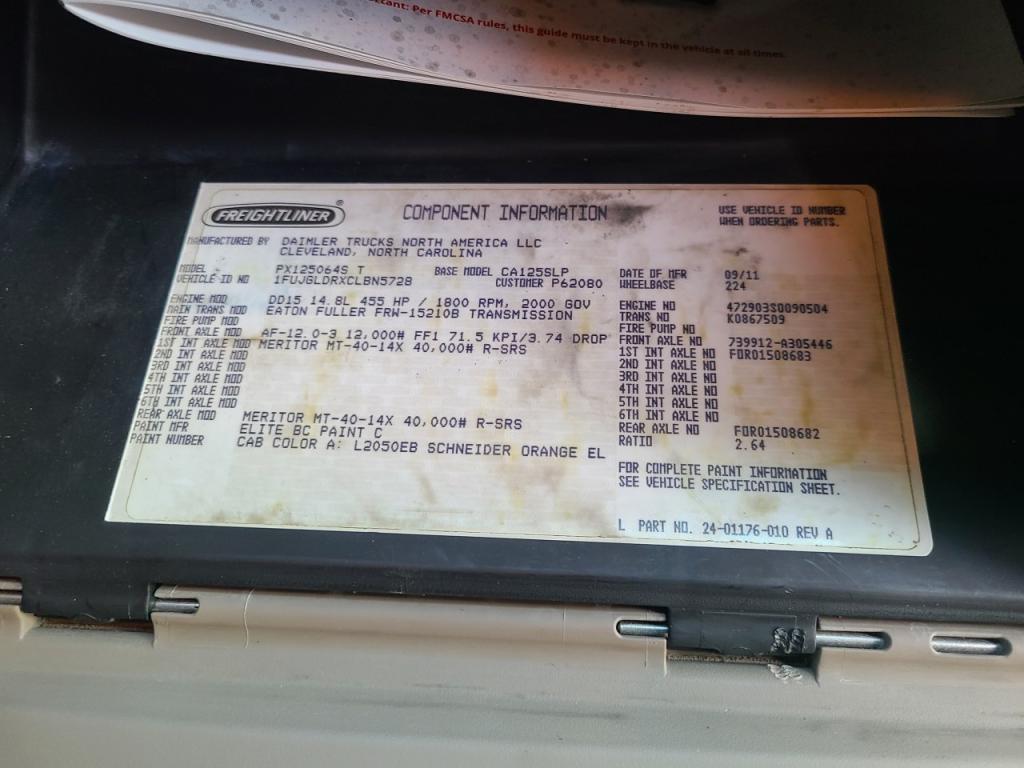 ortant: Per FMCSA rules, this guide must be kept in the vehicle at all times.
FREIGHTLINER
COMPONENT INFORMATION
USE VEHICLE ID NUMBER
WHEN ORDERING PARTS.
MANUFACTURED BY DAIMLER TRUCKS NORTH AMERICA LLC
CLEVELAND, NORTH CAROLINA
MODEL PX125064S T BASE MODEL CA125SLP DATE OF MFR 09/11
VEHICLE ID NO 1FUJGLDRXCLBN5728 CUSTOMER P62080 WHEELBASE 224
ENGINE MOD DD15 14.8L 455 HP / 1800 RPM, 2000 GOV ENGINE NO 472903S0090504
MAIN TRANS MOD EATON FULLER FRW-15210B TRANSMISSION TRANS NO K0867509
FIRE PUMP MOD FIRE PUMP NO
FRONT AXLE MOD AF-12.0-3 12,000# FF1 71.5 KPI/3.74 DROP FRONT AXLE NO 739912-A305446
1ST INT AXLE MOD MERITOR MT-40-14X 40,000# R-SRS 1ST INT AXLE NO FOR01508683
2ND INT AXLE MOD 2ND INT AXLE NO
3RD INT AXLE MOD 3RD INT AXLE NO
4TH INT AXLE MOD 4TH INT AXLE NO
5TH INT AXLE MOD 5TH INT AXLE NO
6TH INT AXLE MOD 6TH INT AXLE NO
REAR AXLE MOD MERITOR MT-40-14X 40,000# R-SRS REAR AXLE NO FOR01508682
PAINT MFR ELITE BC PAINT C RATIO 2.64
PAINT NUMBER CAB COLOR A: L2050EB SCHNEIDER ORANGE EL
FOR COMPLETE PAINT INFORMATION
SEE VEHICLE SPECIFICATION SHEET.
L PART NO. 24-01176-010 REV A